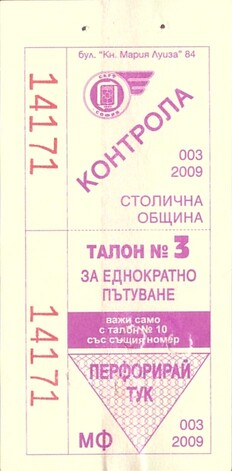 бул. "Кн. Мария Луиза" 84
14171
КОНТРОЛА
003
2009
СТОЛИЧНА
ОБЩИНА
ТАЛОН № 3
ЗА ЕДНОКРАТНО
ПЪТУВАНЕ
14171
важи само
с талон № 10
със същия номер
ПЕРФОРИРАЙ
ТУК
МФ
003
2009